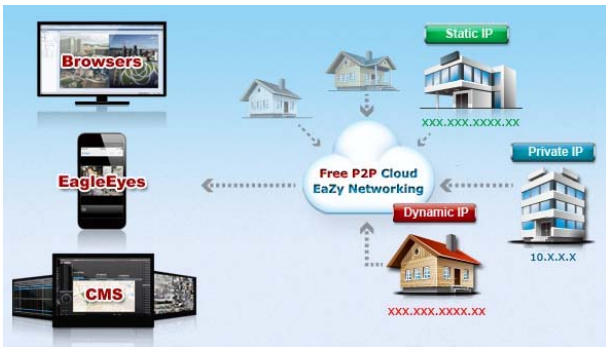 Browsers
Static IP
xxx.xxx.xxxx.xx
EagleEyes
Free P2P Cloud
EaZy Networking
Private IP
10.X.X.X
Dynamic IP
xxx.xxx.xxxx.xx
CMS